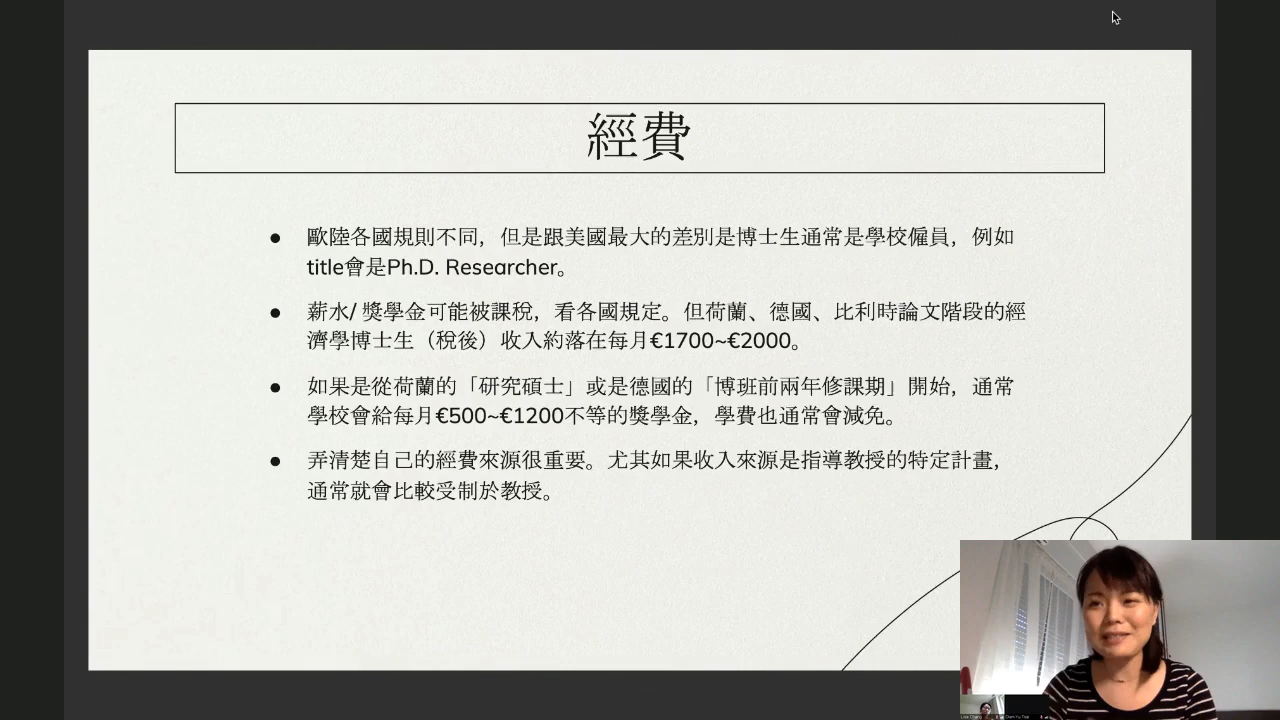 經費
● 歐陸各國規則不同，但是跟美國最大的差別是博士生通常是學校僱員，例如
title會是Ph.D. Researcher。
● 薪水/ 獎學金可能被課稅，看各國規定。但荷蘭、德國、比利時論文階段的經
濟學博士生（稅後）收入約落在每月€1700~€2000。
● 如果是從荷蘭的「研究碩士」或是德國的「博班前兩年修課期」開始，通常
學校會給每月€500~€1200不等的獎學金，學費也通常會減免。
● 弄清楚自己的經費來源很重要。尤其如果收入來源是指導教授的特定計畫，
通常就會比較受制於教授。